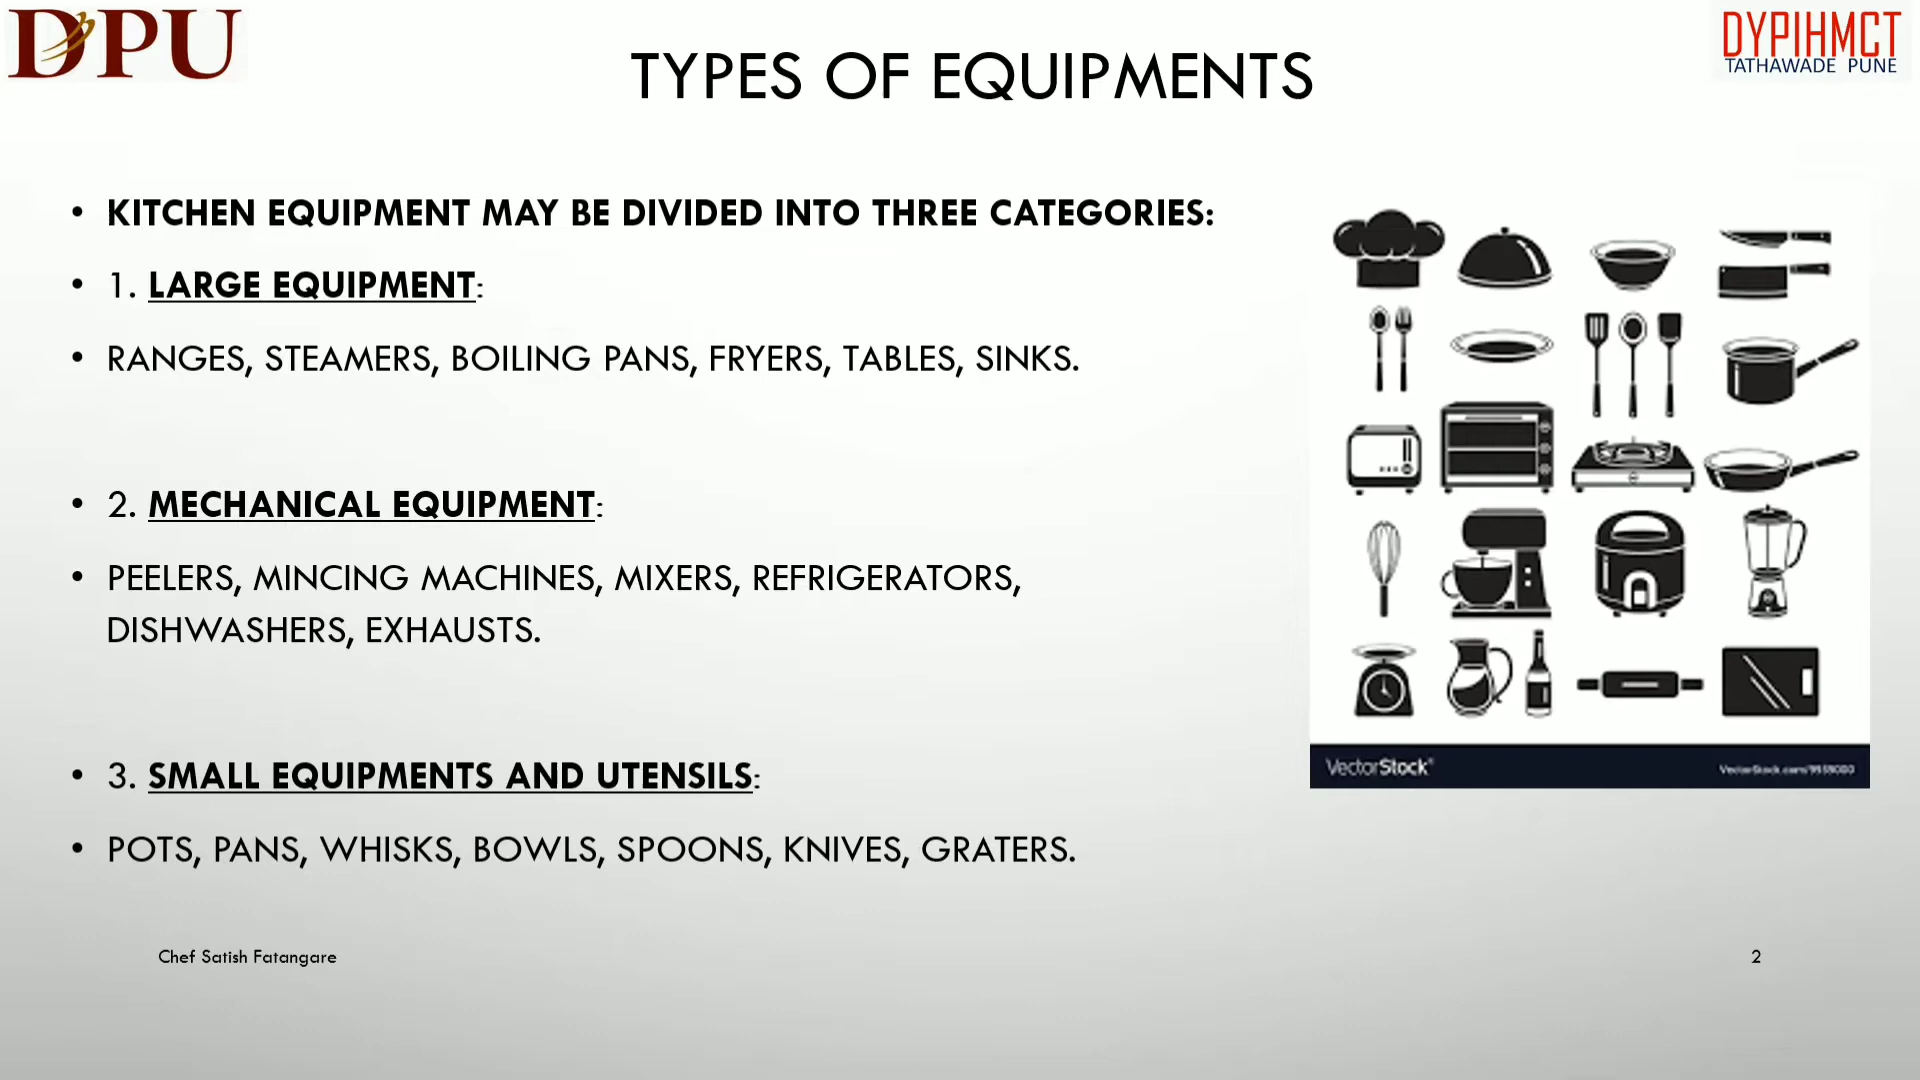 DPU
DYPIHMCT
TATHAWADE PUNE
TYPES OF EQUIPMENTS
• KITCHEN EQUIPMENT MAY BE DIVIDED INTO THREE CATEGORIES:
• 1. LARGE EQUIPMENT:
• RANGES, STEAMERS, BOILING PANS, FRYERS, TABLES, SINKS.
• 2. MECHANICAL EQUIPMENT:
• PEELERS, MINCING MACHINES, MIXERS, REFRIGERATORS,
DISHWASHERS, EXHAUSTS.
• 3. SMALL EQUIPMENTS AND UTENSILS:
• POTS, PANS, WHISKS, BOWLS, SPOONS, KNIVES, GRATERS.
VectorStock®
Chef Satish Fatangare
2